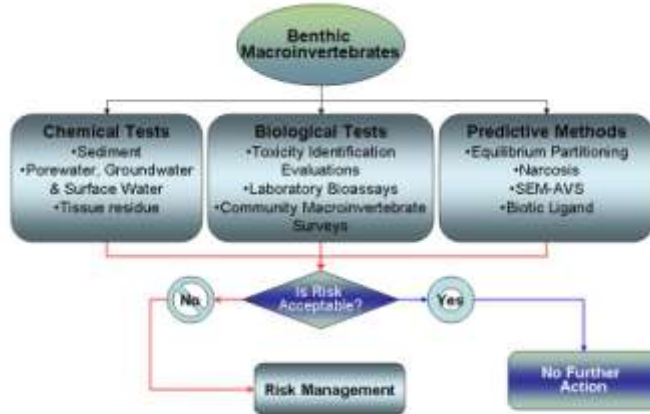 Benthic
Macroinvertebrates
Chemical Tests
•Sediment
•Porewater, Groundwater
& Surface Water
•Tissue residue
Biological Tests
•Toxicity Identification
Evaluations
•Laboratory Bioassays
•Community Macroinvertebrate
Surveys
Predictive Methods
•Equilibrium Partitioning
•Narcosis
•SEM-AVS
•Biotic Ligand
No
Is Risk
Acceptable?
Yes
Risk Management
No Further
Action